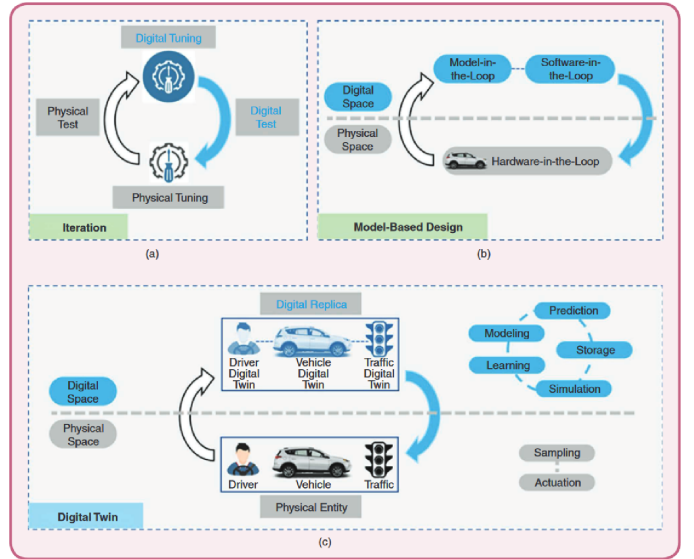 Digital Tuning
Physical
Test
Digital
Test
Physical Tuning
Iteration
(a)
Model-in-
the-Loop
Software-in-
the-Loop
Digital
Space
Physical
Space
Hardware-in-the-Loop
Model-Based Design
(b)
Digital Replica
Driver
Digital
Twin
Vehicle
Digital
Twin
Traffic
Digital
Twin
Prediction
Modeling
Storage
Learning
Simulation
Digital
Space
Physical
Space
Driver
Vehicle
Traffic
Physical Entity
Sampling
Actuation
Digital Twin
(c)